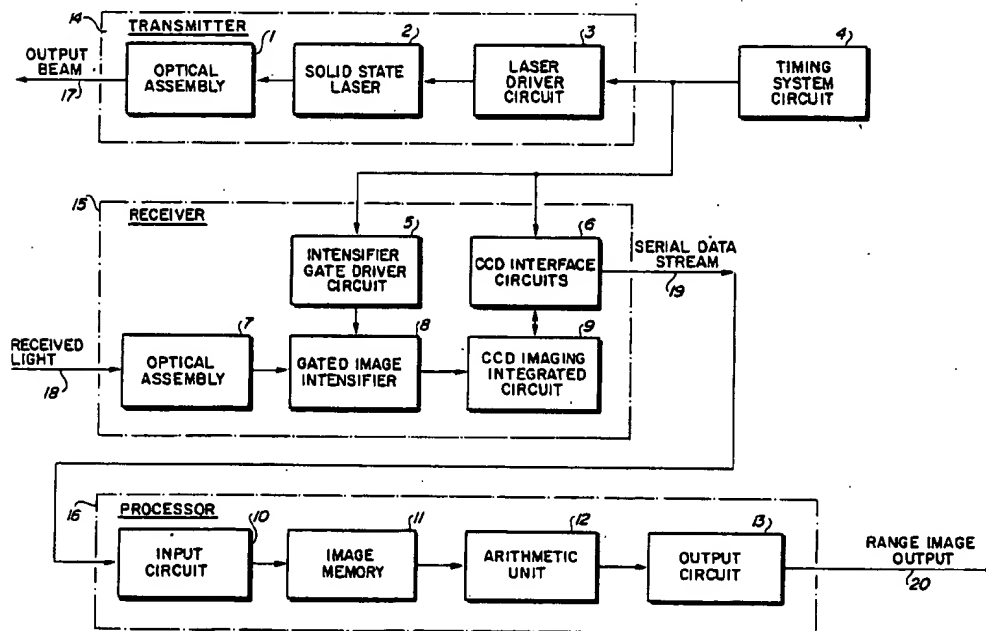 14
TRANSMITTER
1
2
3
4
OUTPUT
BEAM
17
OPTICAL
ASSEMBLY
SOLID STATE
LASER
LASER
DRIVER
CIRCUIT
TIMING
SYSTEM
CIRCUIT
15
RECEIVER
5
6
INTENSIFIER
GATE DRIVER
CIRCUIT
CCD INTERFACE
CIRCUITS
SERIAL DATA
STREAM
19
7
8
9
RECEIVED
LIGHT
18
OPTICAL
ASSEMBLY
GATED IMAGE
INTENSIFIER
CCD IMAGING
INTEGRATED
CIRCUIT
16
PROCESSOR
10
11
12
13
INPUT
CIRCUIT
IMAGE
MEMORY
ARITHMETIC
UNIT
OUTPUT
CIRCUIT
RANGE IMAGE
OUTPUT
20